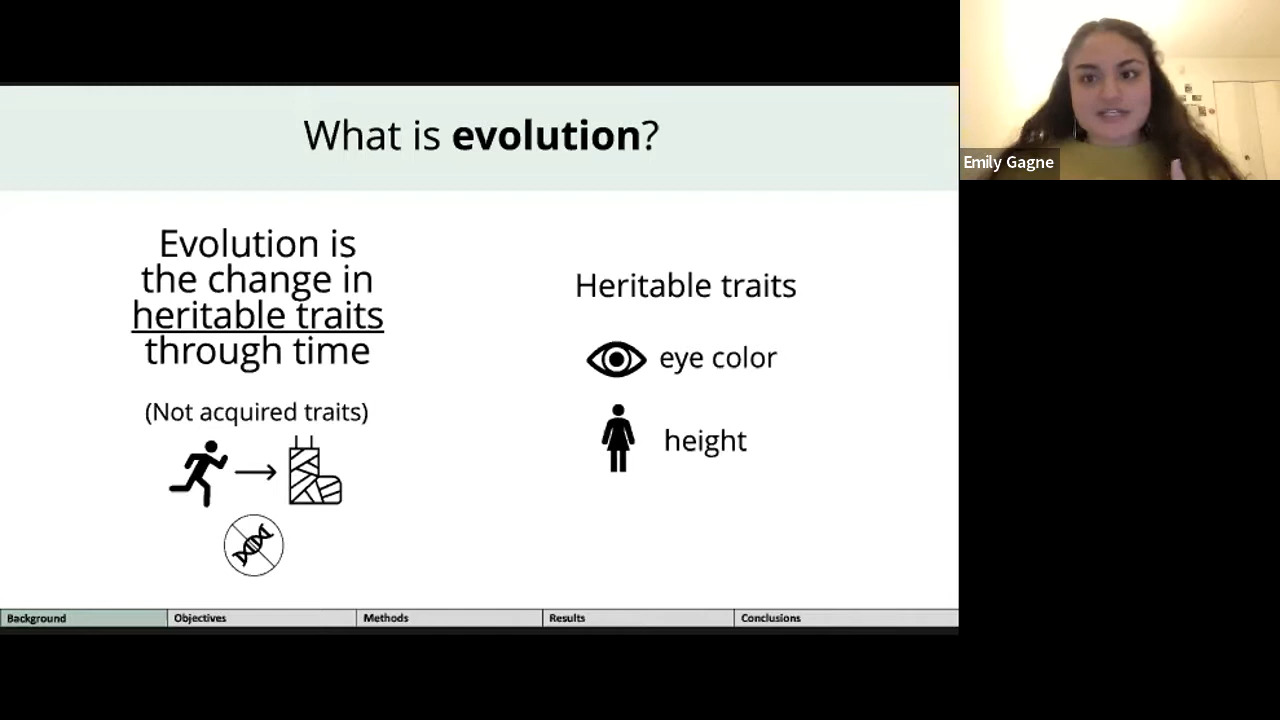 What is evolution?
Evolution is
the change in
heritable traits
through time
(Not acquired traits)
Heritable traits
eye color
height
Background
Objectives
Methods
Results
Conclusions
Emily Gagne